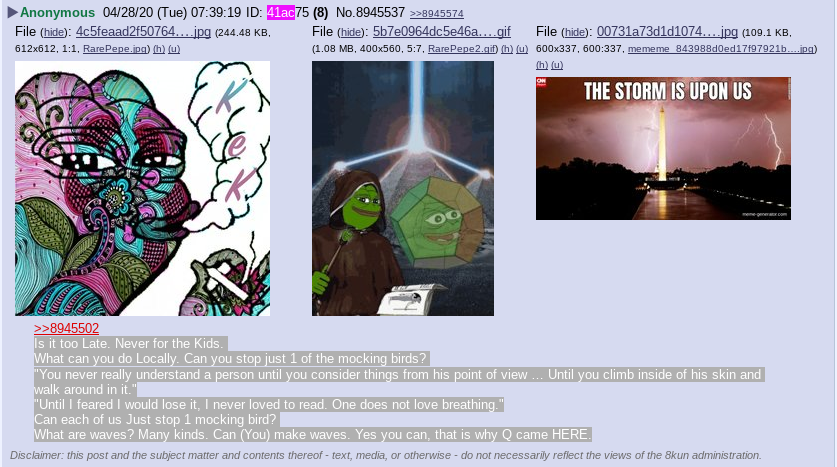 ▶Anonymous 04/28/20 (Tue) 07:39:19 ID: 41ac75 (8) No.8945537 >>8945574
File (hide): 4c5feaad2f50764….jpg (244.48 KB, 612x612, 1:1, RarePepe.jpg) (h) (u)
KeK
File (hide): 5b7e0964dc5e46a….gif (1.08 MB, 400x560, 5:7, RarePepe2.gif) (h) (u)
File (hide): 00731a73d1d1074….jpg (109.1 KB, 600x337, 600:337, mememe_843988d0ed17f97921b….jpg) (h) (u)
CNN
THE STORM IS UPON US
meme-generator.com
>>8945502
Is it too Late. Never for the Kids.
What can you do Locally. Can you stop just 1 of the mocking birds?
"You never really understand a person until you consider things from his point of view … Until you climb inside of his skin and
walk around in it."
"Until I feared I would lose it, I never loved to read. One does not love breathing."
Can each of us Just stop 1 mocking bird?
What are waves? Many kinds. Can (You) make waves. Yes you can, that is why Q came HERE.
Disclaimer: this post and the subject matter and contents thereof - text, media, or otherwise - do not necessarily reflect the views of the 8kun administration.